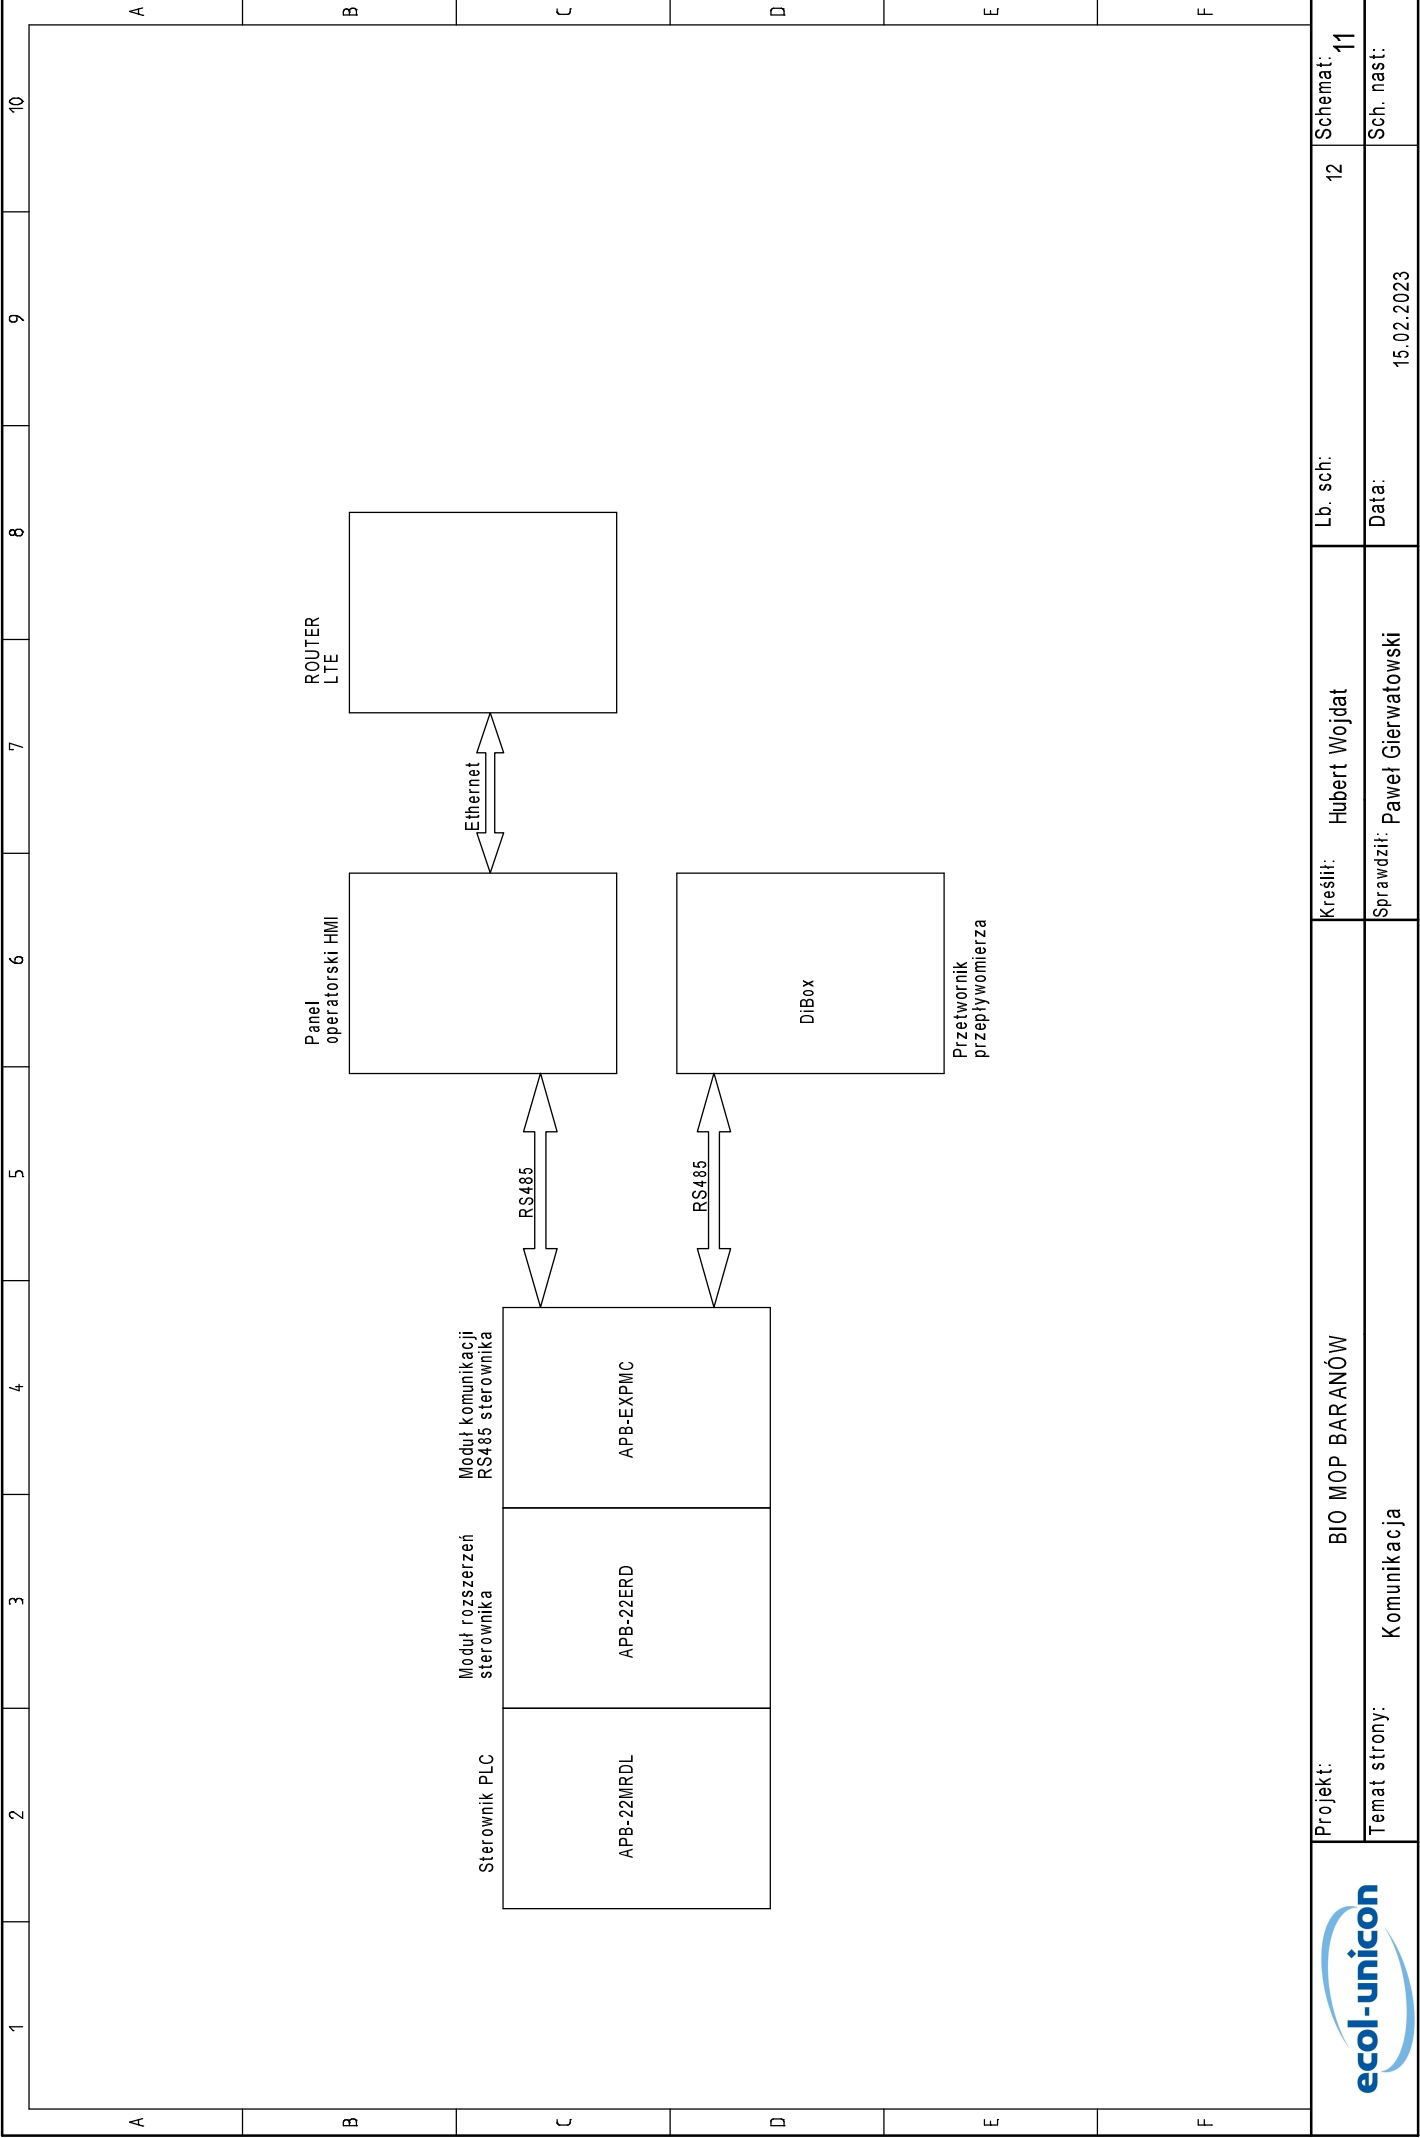 1 2 3 4 5 6 7 8 9 10
A
B
C
D
E
F
ROUTER
LTE
Panel
operatorski HMI
Ethernet
Moduł komunikacji
RS485 sterownika
Moduł rozszerzeń
sterownika
Sterownik PLC
RS485
APB-22MRDL
APB-22ERD
APB-EXPMC
RS485
DiBox
Przetwornik
przepływomierza
A
B
C
D
E
F
ecol-unicon
Projekt:
BIO MOP BARANÓW
Kreślił:
Hubert Wojdat
Lb. sch:
12
Schemat:
11
Temat strony:
Komunikacja
Sprawdził:
Paweł Gierwatowski
Data:
15.02.2023
Sch. nast: